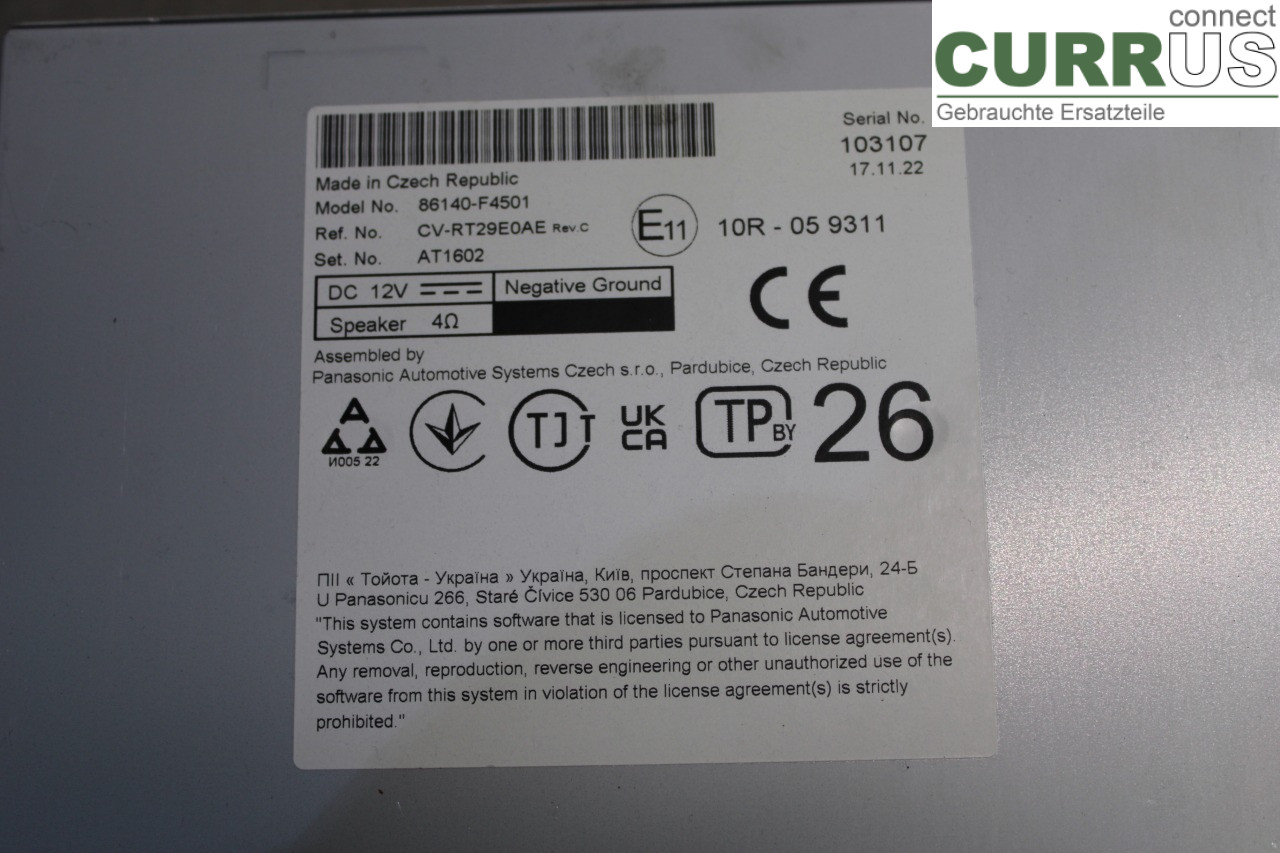 connect
CURRUS
Gebrauchte Ersatzteile
Serial No.
103107
17.11.22
Made in Czech Republic
Model No. 86140-F4501
Ref. No. CV-RT29E0AE Rev.C
Set. No. AT1602
E11 10R - 05 9311
DC 12V Negative Ground
Speaker 4Ω
CE
Assembled by
Panasonic Automotive Systems Czech s.r.o., Pardubice, Czech Republic
И005 22
TJT
UK
CA
TP BY
26
ПІІ « Тойота - Україна » Україна, Київ, проспект Степана Бандери, 24-Б
U Panasonicu 266, Staré Čívice 530 06 Pardubice, Czech Republic
"This system contains software that is licensed to Panasonic Automotive
Systems Co., Ltd. by one or more third parties pursuant to license agreement(s).
Any removal, reproduction, reverse engineering or other unauthorized use of the
software from this system in violation of the license agreement(s) is strictly
prohibited."